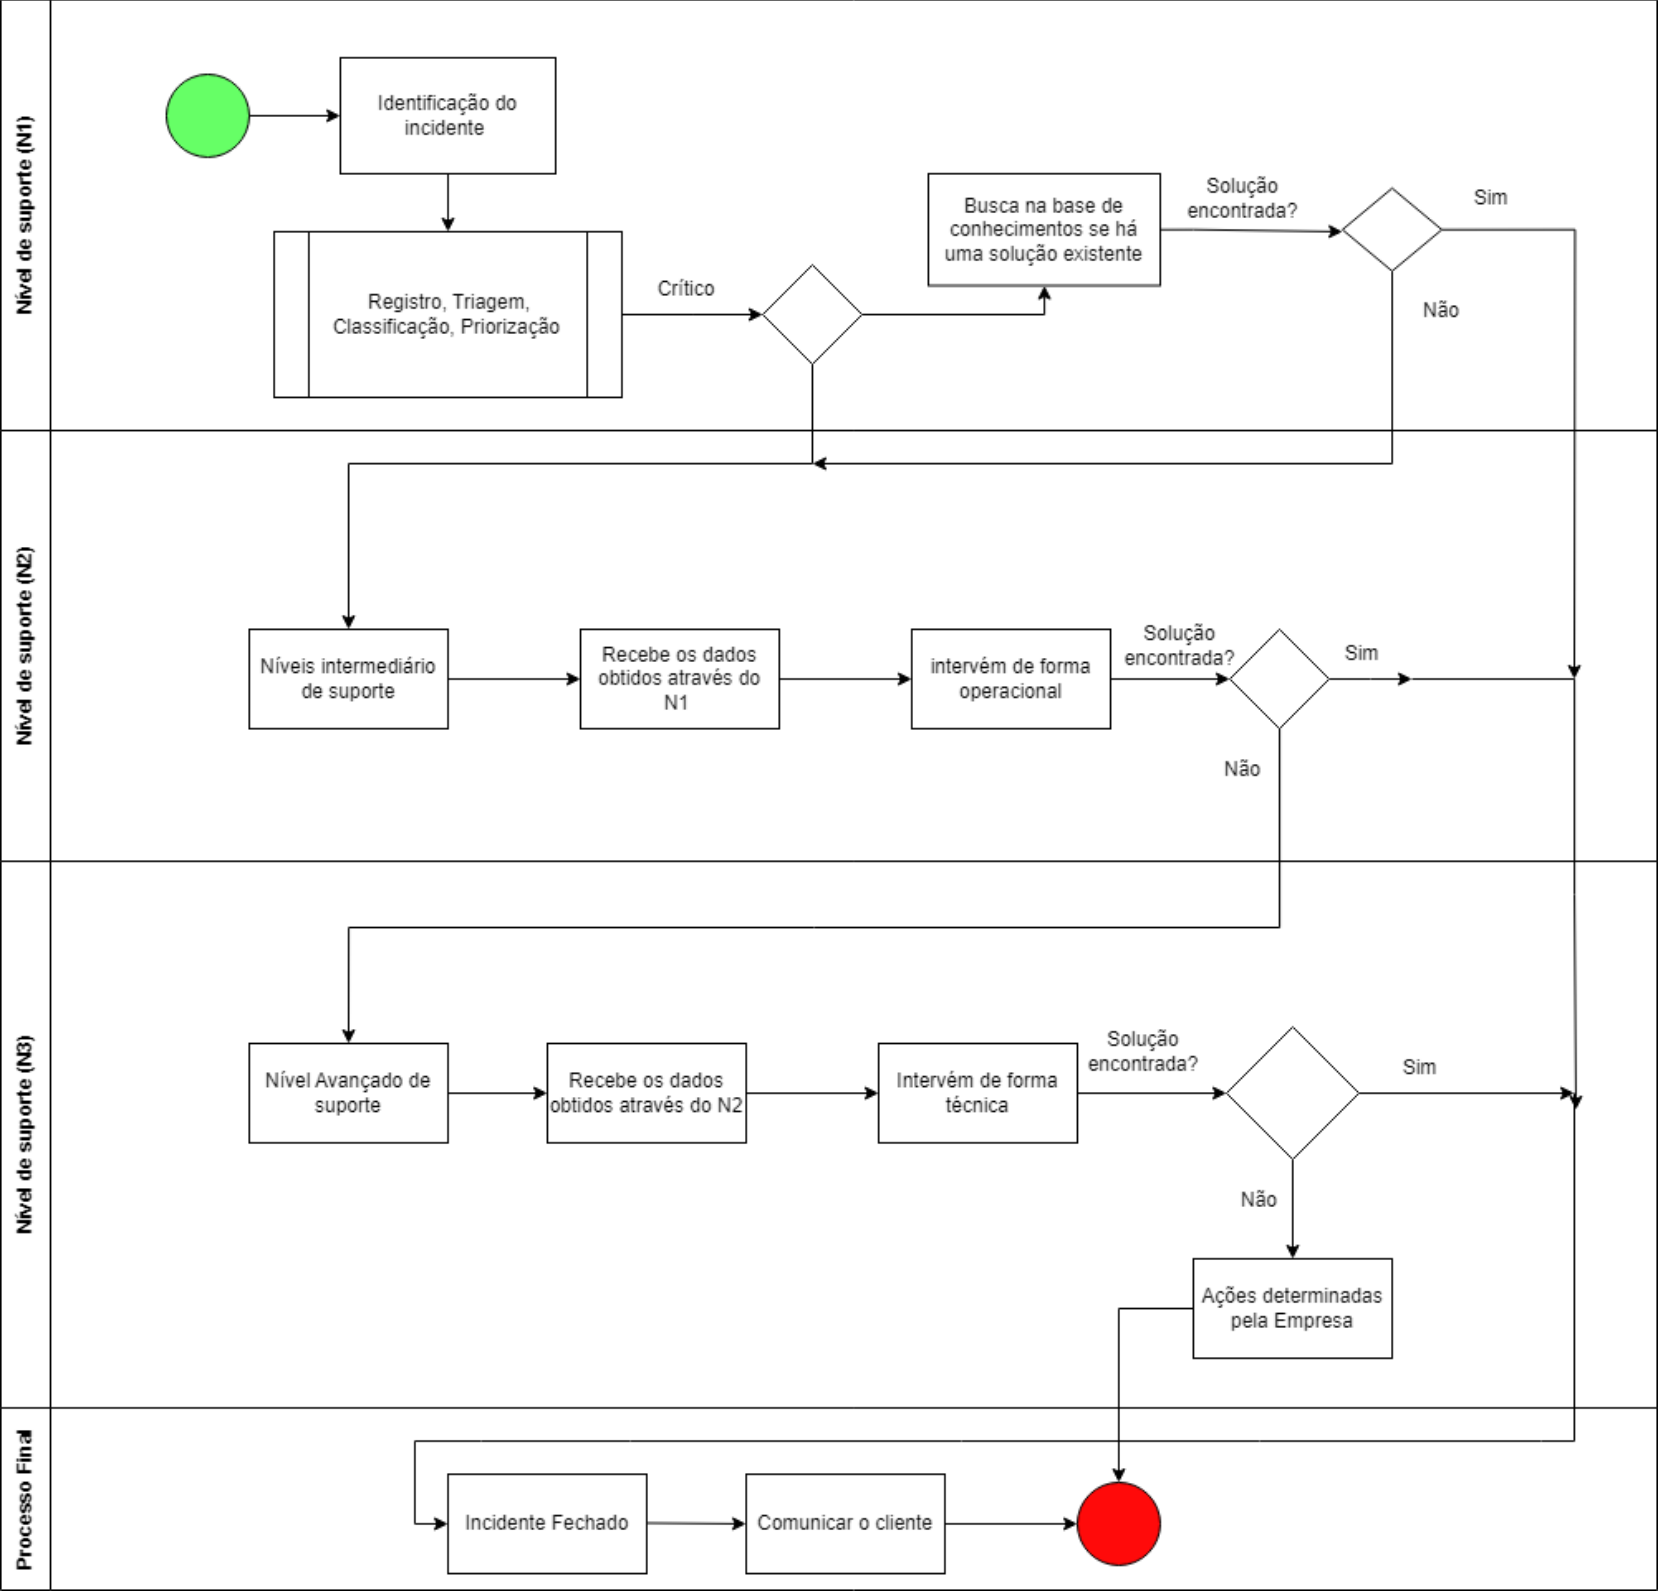 Nível de suporte (N1)
Identificação do
incidente
Registro, Triagem,
Classificação, Priorização
Crítico
Busca na base de
conhecimentos se há
uma solução existente
Solução
encontrada?
Sim
Não
Nível de suporte (N2)
Níveis intermediário
de suporte
Recebe os dados
obtidos através do
N1
intervém de forma
operacional
Solução
encontrada?
Sim
Não
Nível de suporte (N3)
Nível Avançado de
suporte
Recebe os dados
obtidos através do N2
Intervém de forma
técnica
Solução
encontrada?
Sim
Não
Ações determinadas
pela Empresa
Processo Final
Incidente Fechado
Comunicar o cliente